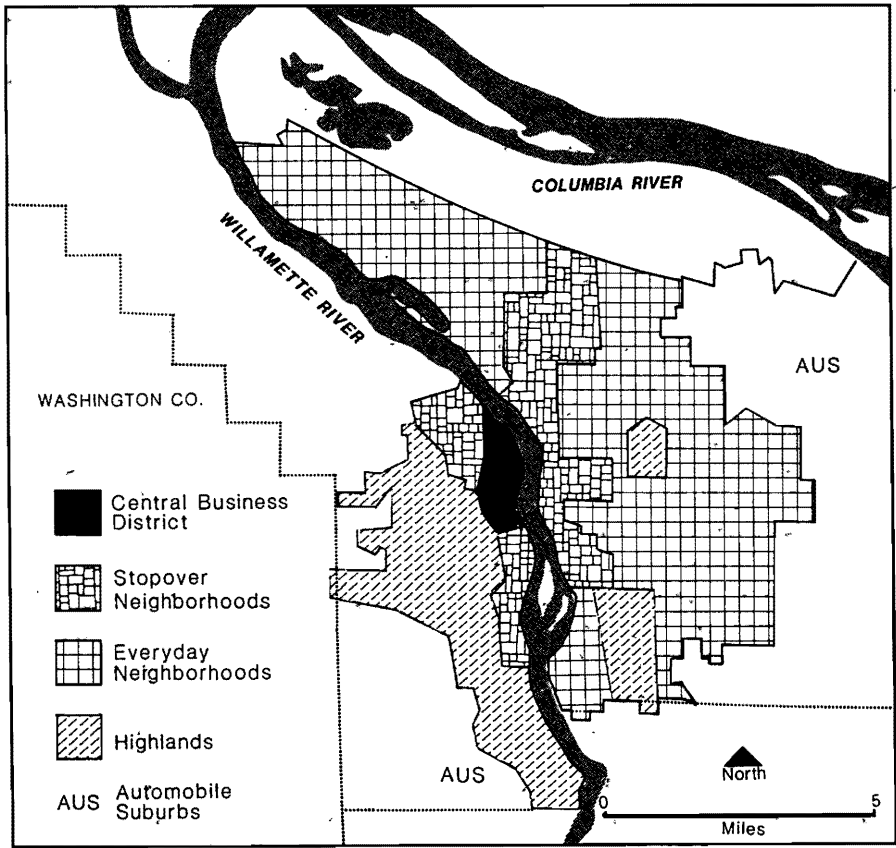 COLUMBIA RIVER
WILLAMETTE RIVER
AUS
WASHINGTON CO.
Central Business
District
Stopover
Neighborhoods
Everyday
Neighborhoods
Highlands
AUS Automobile
Suburbs
AUS
North
0 5
Miles